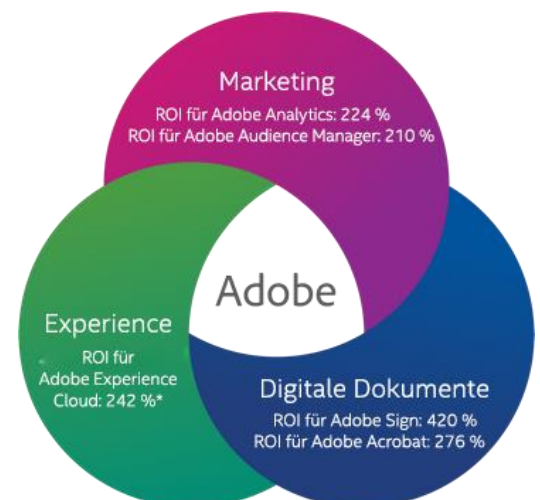 Marketing
ROI für Adobe Analytics: 224 %
ROI für Adobe Audience Manager: 210 %
Adobe
Experience
ROI für
Adobe Experience
Cloud: 242 %*
Digitale Dokumente
ROI für Adobe Sign: 420 %
ROI für Adobe Acrobat: 276 %